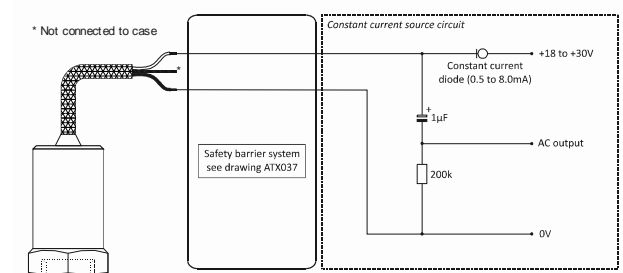 Constant current source circuit
* Not connected to case
+18 to +30V
Constant current
diode (0.5 to 8.0mA)
*
+
1µF
AC output
Safety barrier system
see drawing ATX037
200k
0V